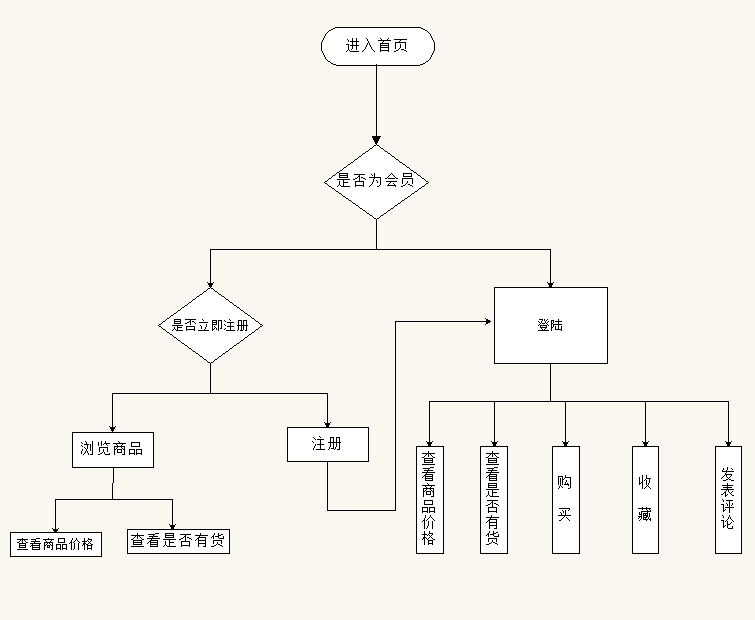 进入首页
是否为会员
是否立即注册
登陆
浏览商品
注册
查看商品价格
查看是否有货
查看商品价格
查看是否有货
购买
收藏
发表评论